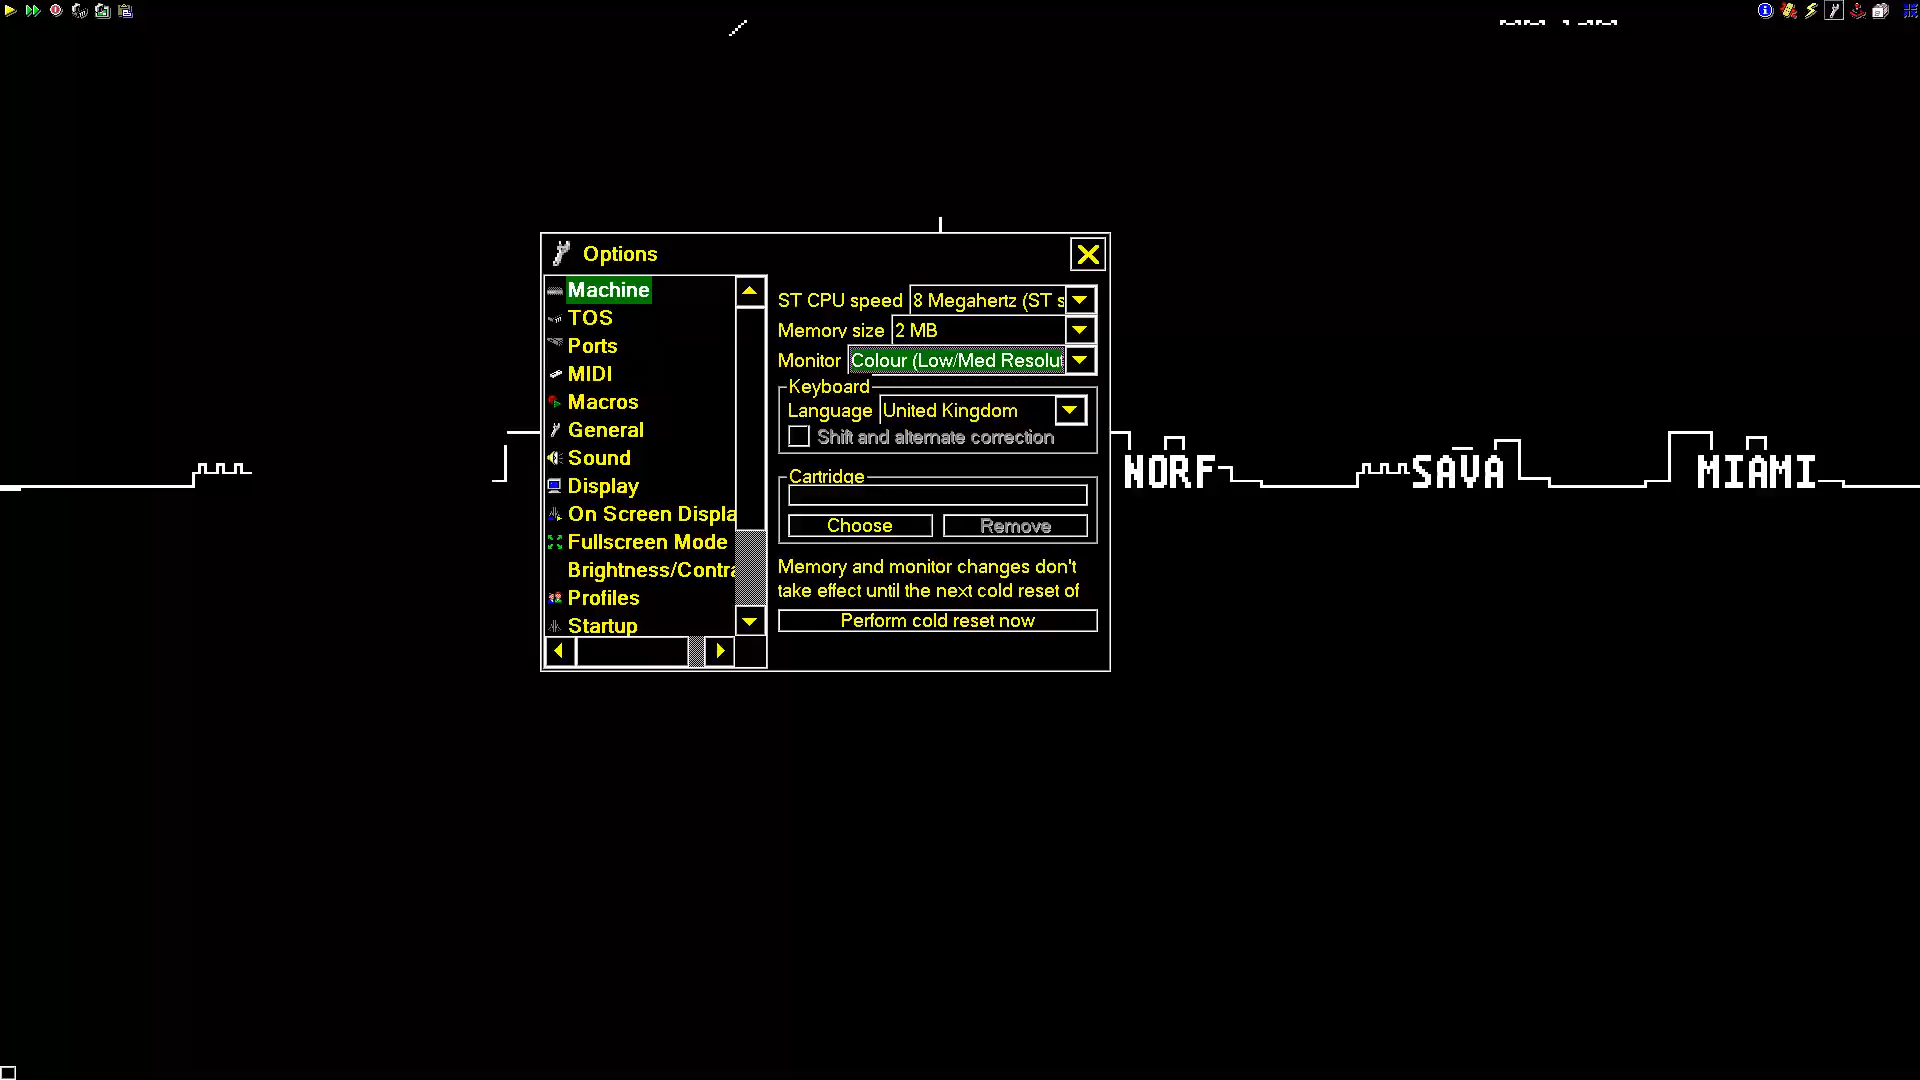 Options
Machine
TOS
Ports
MIDI
Macros
General
Sound
Display
On Screen Displa
Fullscreen Mode
Brightness/Contra
Profiles
Startup
ST CPU speed 8 Megahertz (ST s
Memory size 2 MB
Monitor Colour (Low/Med Resolut
Keyboard
Language United Kingdom
Shift and alternate correction
Cartridge
Choose Remove
Memory and monitor changes don't
take effect until the next cold reset of
Perform cold reset now
NORF SAVA MIAMI